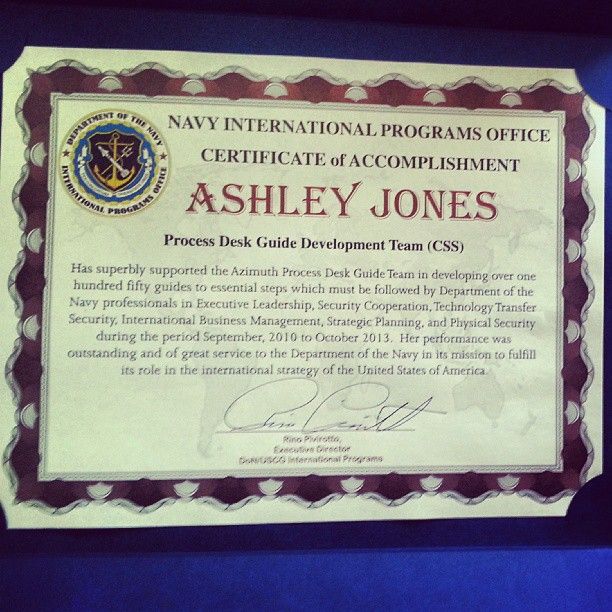 DEPARTMENT OF THE NAVY
INTERNATIONAL PROGRAMS OFFICE
NAVY INTERNATIONAL PROGRAMS OFFICE
CERTIFICATE of ACCOMPLISHMENT
ASHLEY JONES
Process Desk Guide Development Team (CSS)
Has superbly supported the Azimuth Process Desk Guide Team in developing over one
hundred fifty guides to essential steps which must be followed by Department of the
Navy professionals in Executive Leadership, Security Cooperation, Technology Transfer
Security, International Business Management, Strategic Planning, and Physical Security
during the period September, 2010 to October 2013. Her performance was
outstanding and of great service to the Department of the Navy in its mission to fulfill
its role in the international strategy of the United States of America
Rino Pivirotto,
Executive Director
DoN/USCG International Programs